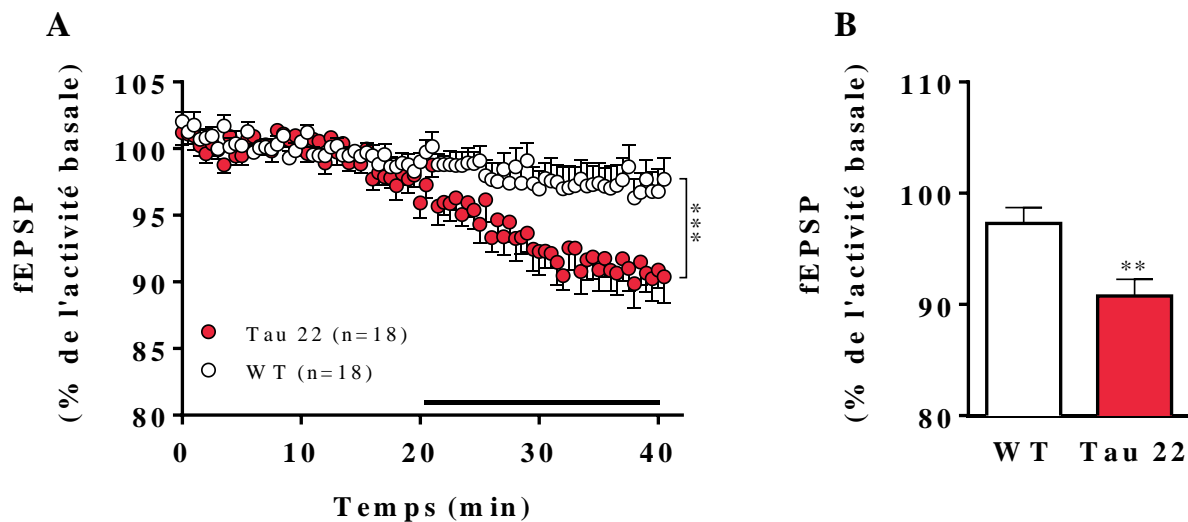 A
fEPSP
(% de l'activité basale)
105
100
95
90
85
80
***
Tau 22 (n=18)
WT (n=18)
0 10 20 30 40
Temps (min)
B
fEPSP
(% de l'activité basale)
110
100
90
80
**
WT Tau 22